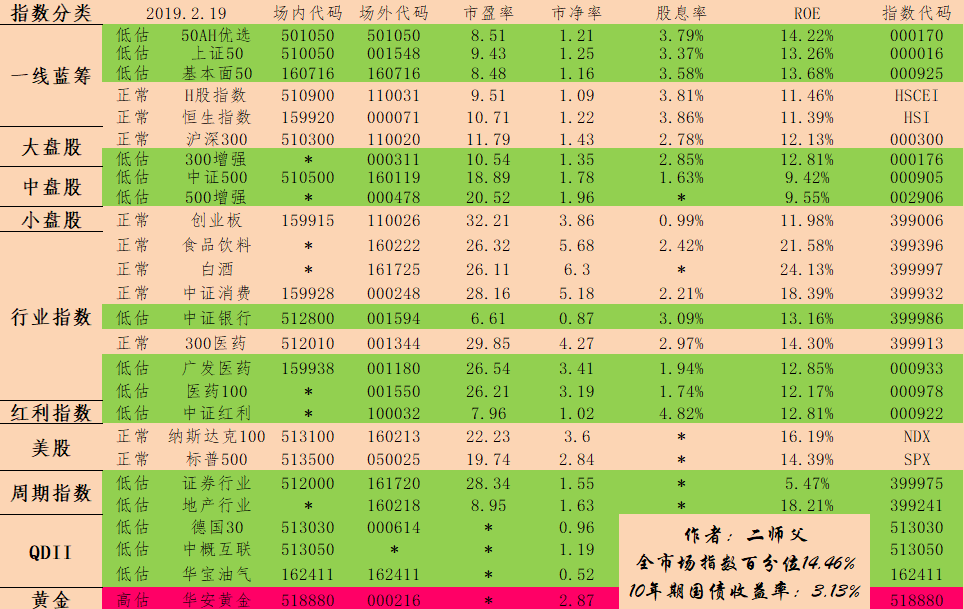 指数分类 2019.2.19 场内代码 场外代码 市盈率 市净率 股息率 ROE 指数代码
一线蓝筹 低估 50AH优选 501050 501050 8.51 1.21 3.79% 14.22% 000170
低估 上证50 510050 001548 9.43 1.25 3.37% 13.26% 000016
低估 基本面50 160716 160716 8.48 1.16 3.58% 13.68% 000925
正常 H股指数 510900 110031 9.51 1.09 3.81% 11.46% HSCEI
正常 恒生指数 159920 000071 10.71 1.22 3.86% 11.39% HSI
大盘股 正常 沪深300 510300 110020 11.79 1.43 2.78% 12.13% 000300
低估 300增强 * 000311 10.54 1.35 2.85% 12.81% 000176
中盘股 低估 中证500 510500 160119 18.89 1.78 1.63% 9.42% 000905
低估 500增强 * 000478 20.52 1.96 * 9.55% 002906
小盘股 正常 创业板 159915 110026 32.21 3.86 0.99% 11.98% 399006
行业指数 正常 食品饮料 * 160222 26.32 5.68 2.42% 21.58% 399396
正常 白酒 * 161725 26.11 6.3 * 24.13% 399997
正常 中证消费 159928 000248 28.16 5.18 2.21% 18.39% 399932
低估 中证银行 512800 001594 6.61 0.87 3.09% 13.16% 399986
正常 300医药 512010 001344 29.85 4.27 2.97% 14.30% 399913
低估 广发医药 159938 001180 26.54 3.41 1.94% 12.85% 000933
低估 医药100 * 001550 26.21 3.19 1.74% 12.17% 000978
红利指数 低估 中证红利 * 100032 7.96 1.02 4.82% 12.81% 000922
美股 正常 纳斯达克100 513100 160213 22.23 3.6 * 16.19% NDX
正常 标普500 513500 050025 19.74 2.84 * 14.39% SPX
周期指数 低估 证券行业 512000 161720 28.34 1.55 * 5.47% 399975
低估 地产行业 * 160218 8.95 1.63 * 18.21% 399241
QDII 低估 德国30 513030 000614 * 0.96 513030
低估 中概互联 513050 * * 1.19 513050
低估 华宝油气 162411 162411 * 0.52 162411
黄金 高估 华安黄金 518880 000216 * 2.87 518880
作者：二师父
全市场指数百分位14.46%
10年期国债收益率：3.13%